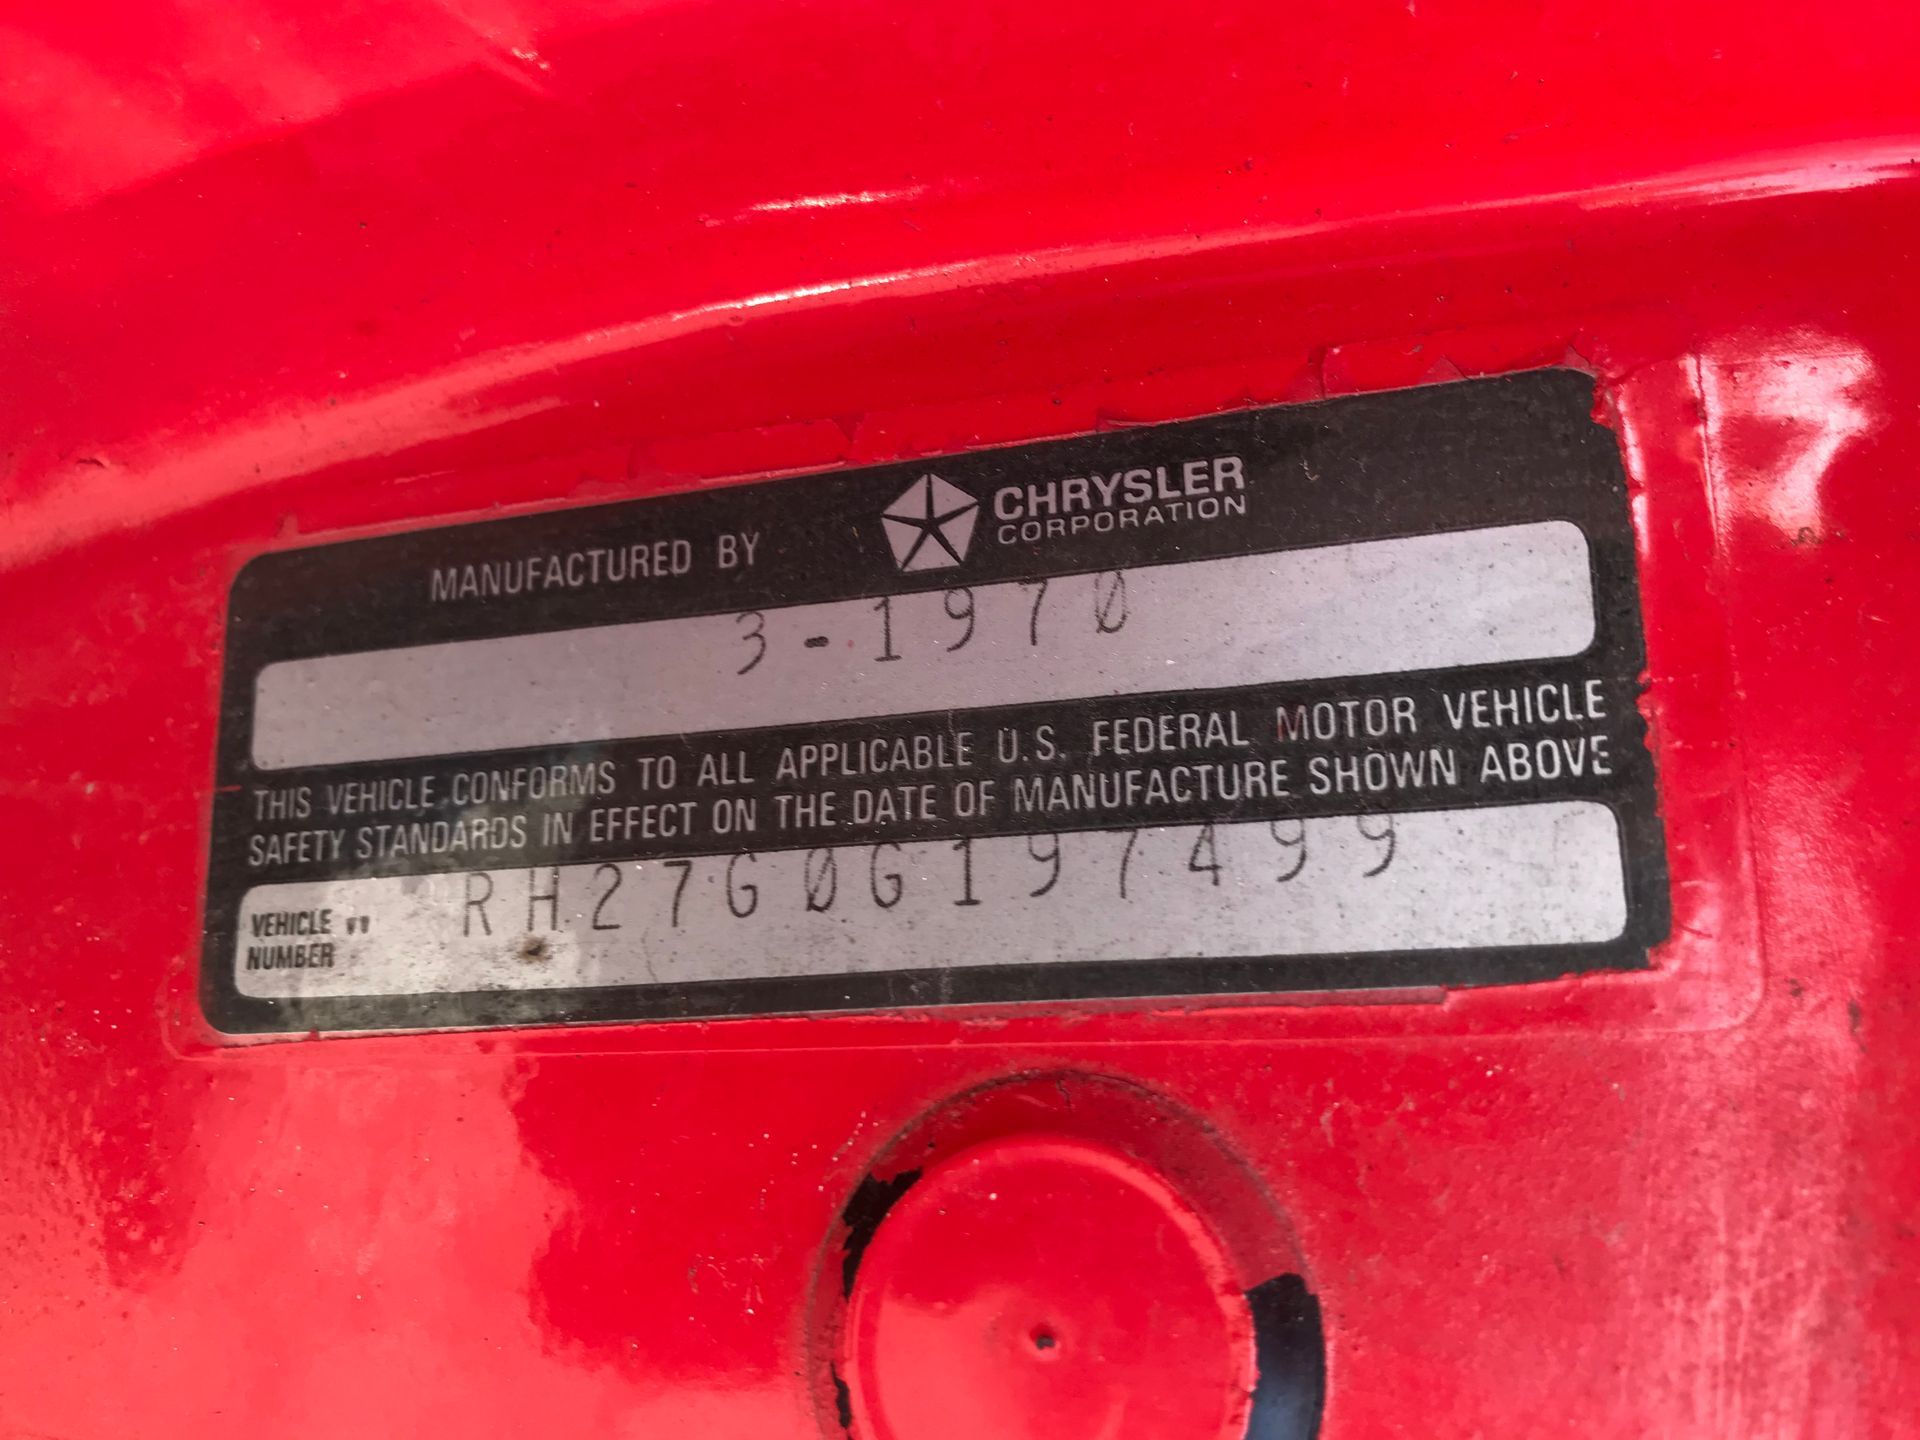 MANUFACTURED BY CHRYSLER
CORPORATION
3-1970
THIS VEHICLE CONFORMS TO ALL APPLICABLE U.S. FEDERAL MOTOR VEHICLE
SAFETY STANDARDS IN EFFECT ON THE DATE OF MANUFACTURE SHOWN ABOVE
VEHICLE
NUMBER
RH27G0G197499